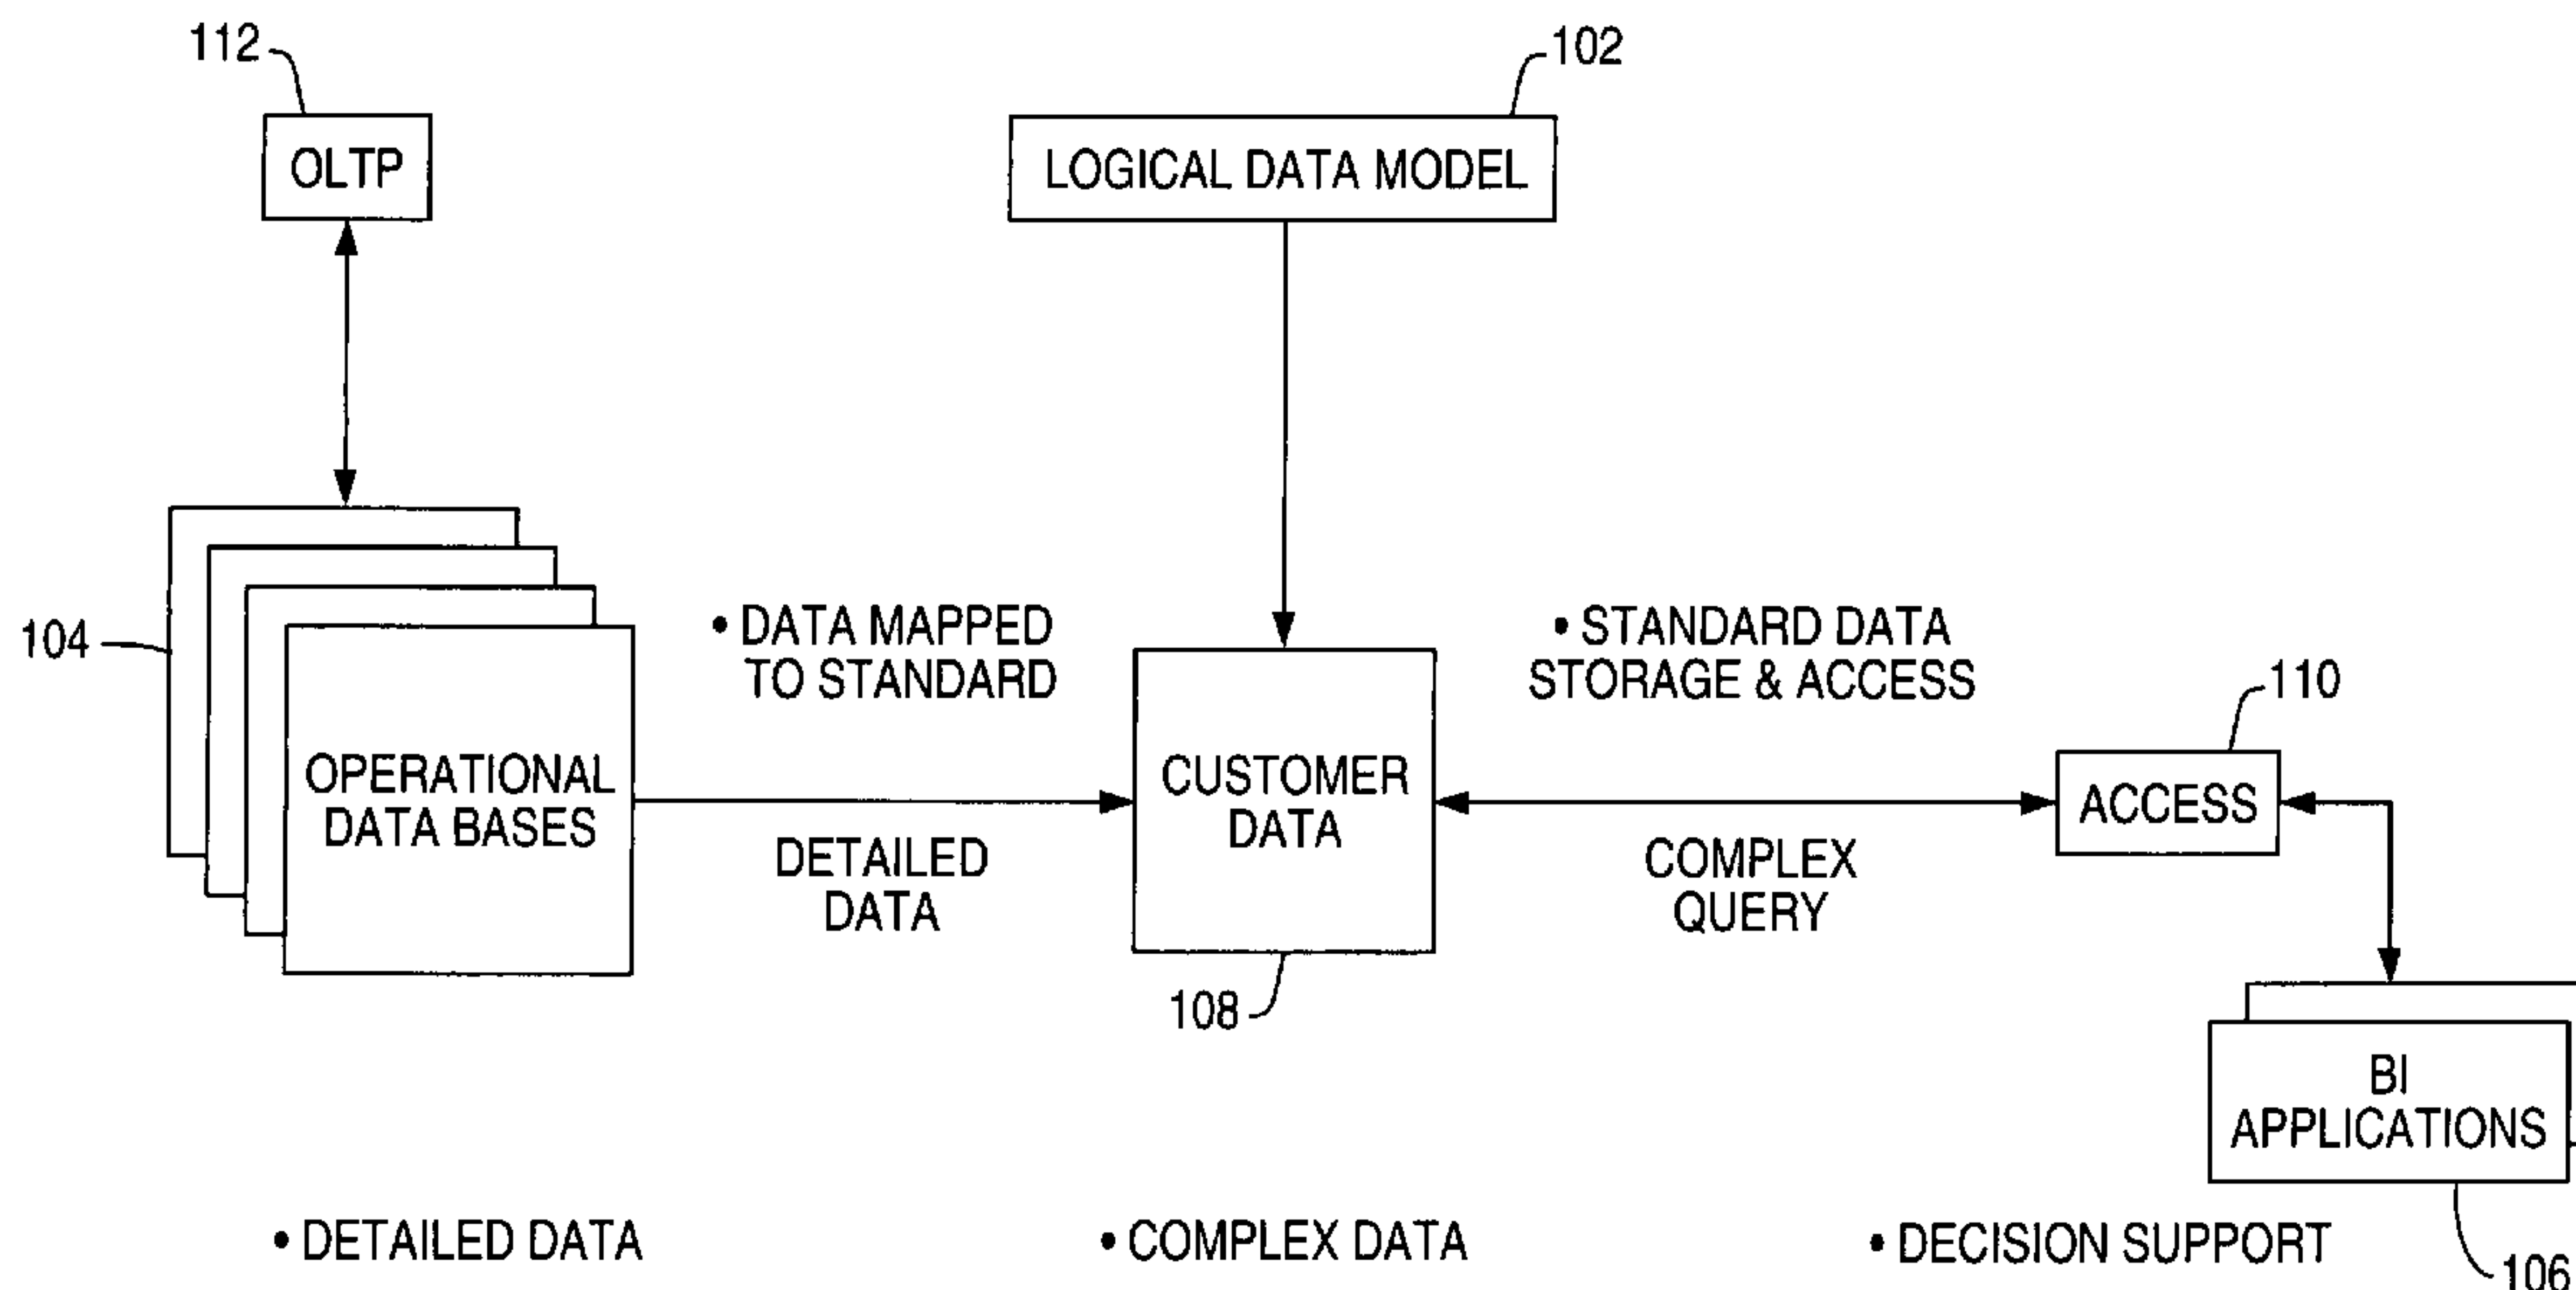 112
102
OLTP
LOGICAL DATA MODEL
104
• DATA MAPPED
TO STANDARD
• STANDARD DATA
STORAGE & ACCESS
110
OPERATIONAL
DATA BASES
CUSTOMER
DATA
ACCESS
DETAILED
DATA
COMPLEX
QUERY
108
BI
APPLICATIONS
• DETAILED DATA
• COMPLEX DATA
• DECISION SUPPORT
106